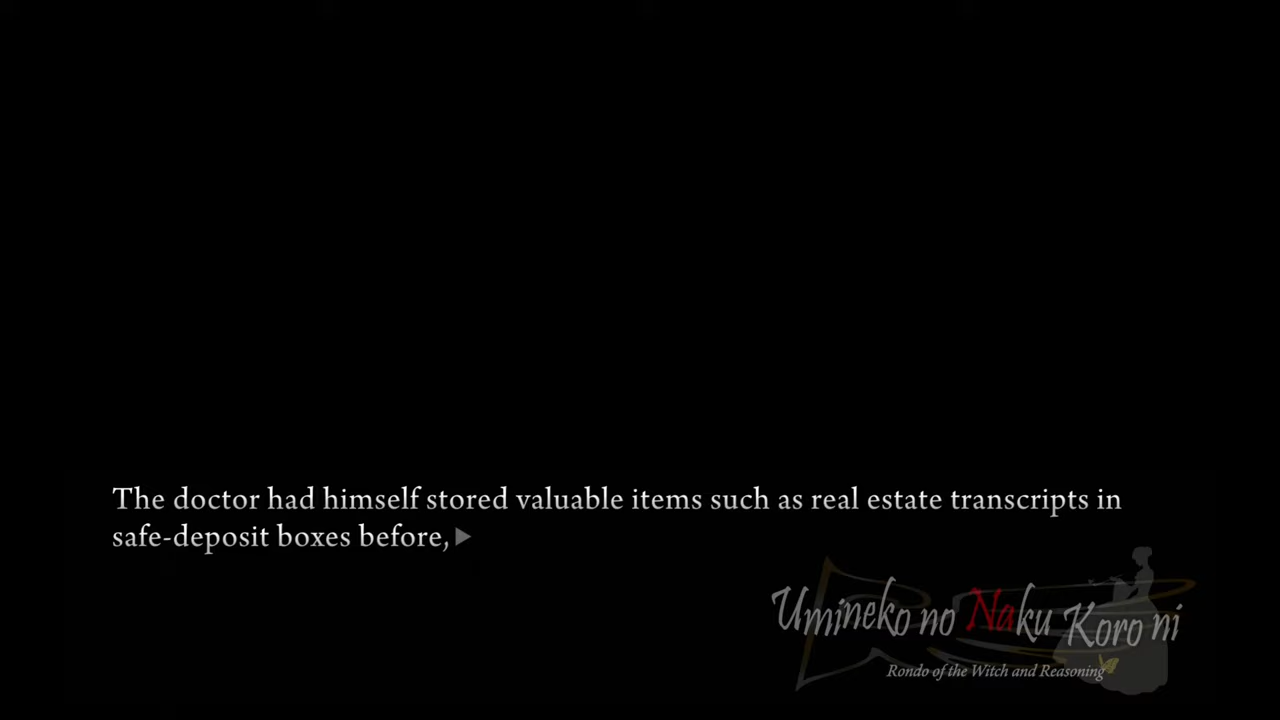 The doctor had himself stored valuable items such as real estate transcripts in
safe-deposit boxes before,
Umineko no Naku Koro ni
Rondo of the Witch and Reasoning